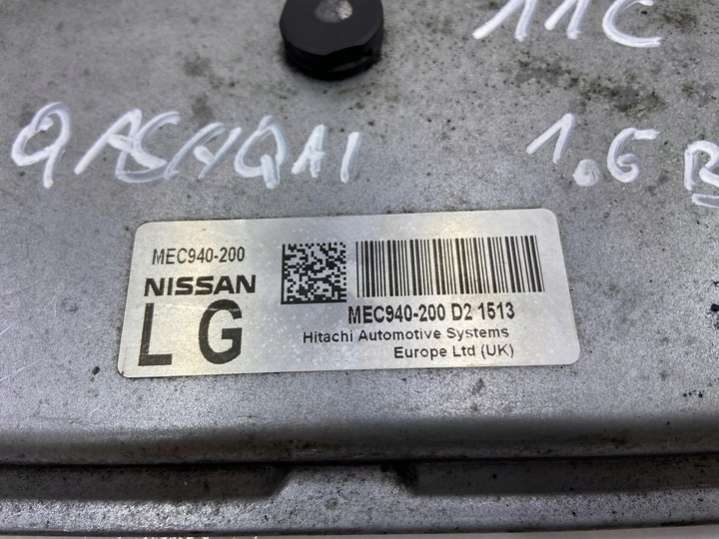 11C
QASHQAI 1.6 B
MEC940-200
NISSAN
LG
MEC940-200 D2 1513
Hitachi Automotive Systems
Europe Ltd (UK)